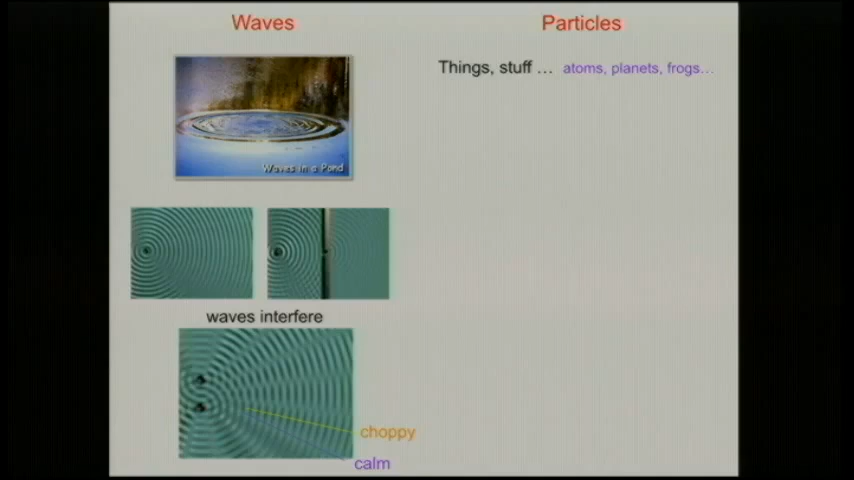 Waves
Particles
Things, stuff … atoms, planets, frogs…
Waves in a Pond
waves interfere
choppy
calm